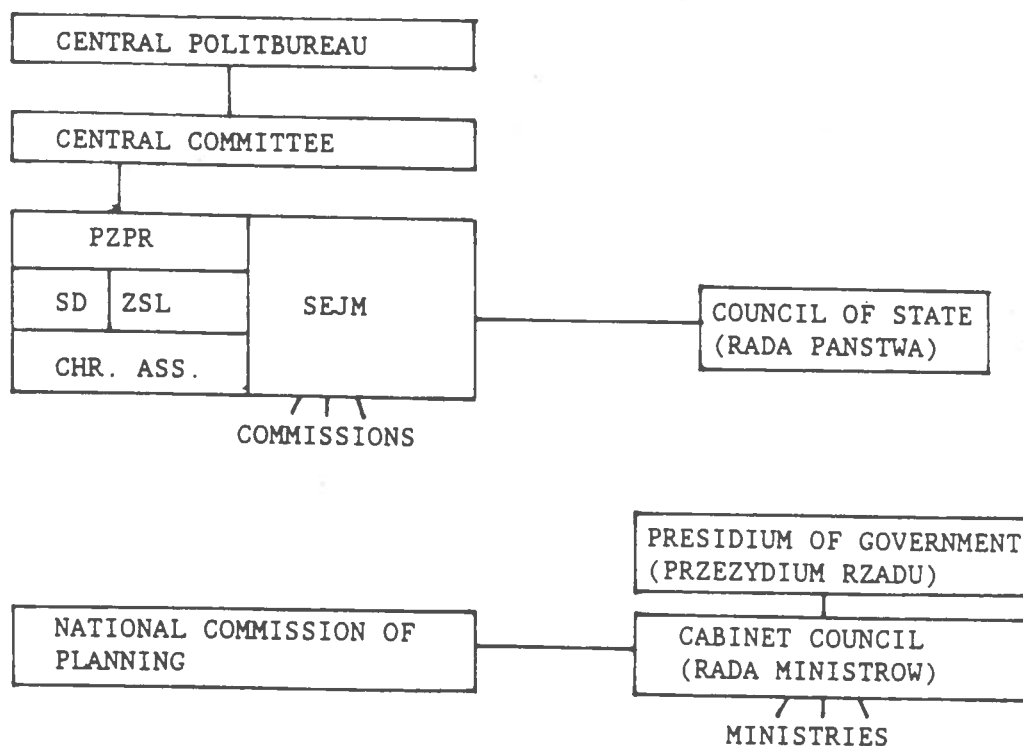 CENTRAL POLITBUREAU
CENTRAL COMMITTEE
PZPR
SD ZSL
CHR. ASS.
SEJM
COMMISSIONS
COUNCIL OF STATE
(RADA PANSTWA)
PRESIDIUM OF GOVERNMENT
(PRZEZYDIUM RZADU)
NATIONAL COMMISSION OF
PLANNING
CABINET COUNCIL
(RADA MINISTROW)
MINISTRIES